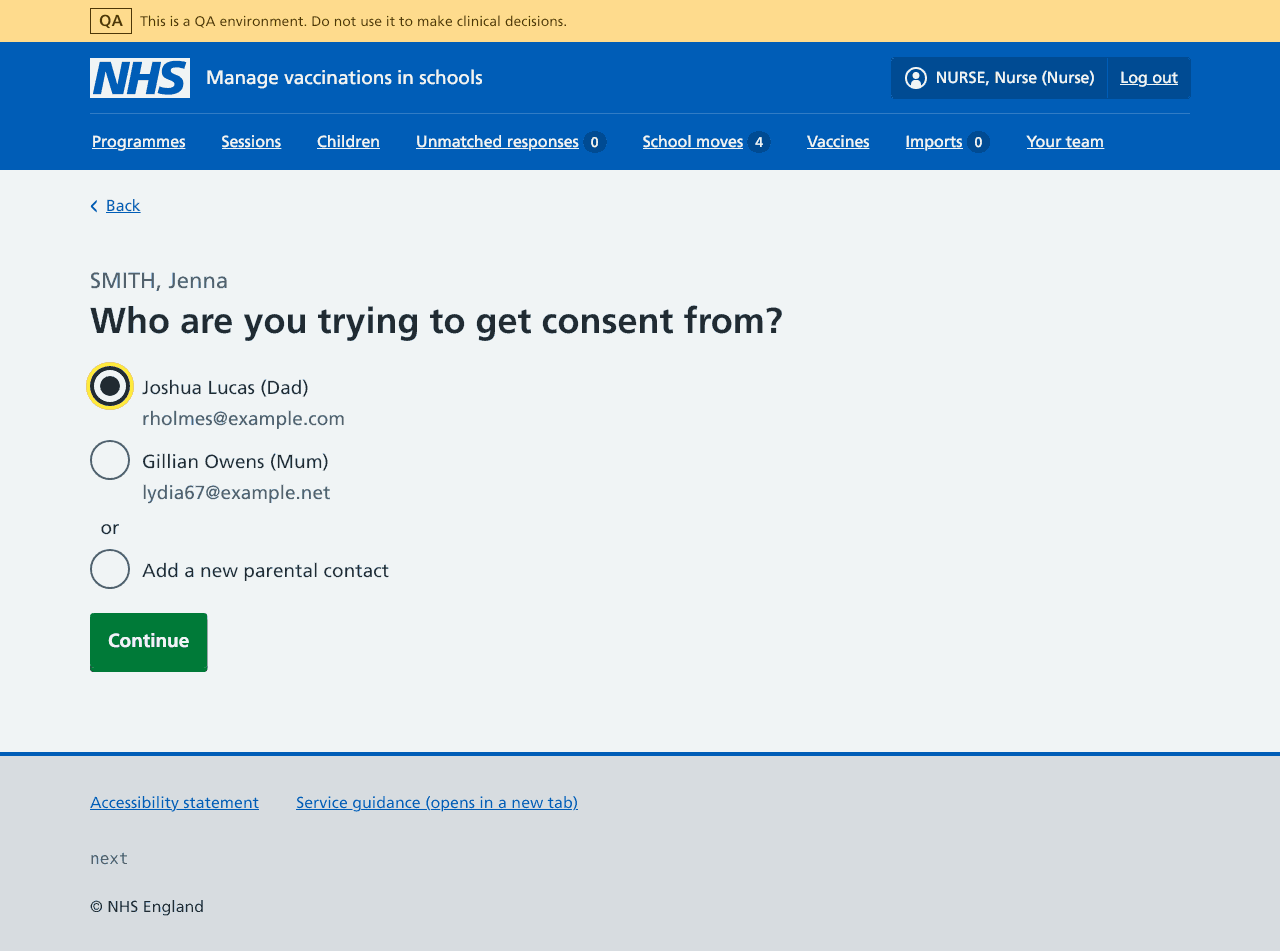 QA This is a QA environment. Do not use it to make clinical decisions.
NHS Manage vaccinations in schools NURSE, Nurse (Nurse) Log out
Programmes Sessions Children Unmatched responses 0 School moves 4 Vaccines Imports 0 Your team
Back
SMITH, Jenna
Who are you trying to get consent from?
Joshua Lucas (Dad)
rholmes@example.com
Gillian Owens (Mum)
lydia67@example.net
or
Add a new parental contact
Continue
Accessibility statement Service guidance (opens in a new tab)
next
© NHS England